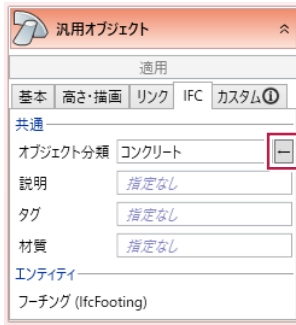 汎用オブジェクト
適用
基本 高さ・描画 リンク IFC カスタム
共通
オブジェクト分類 コンクリート ←
説明 指定なし
タグ 指定なし
材質 指定なし
エンティティ
フーチング (IfcFooting)